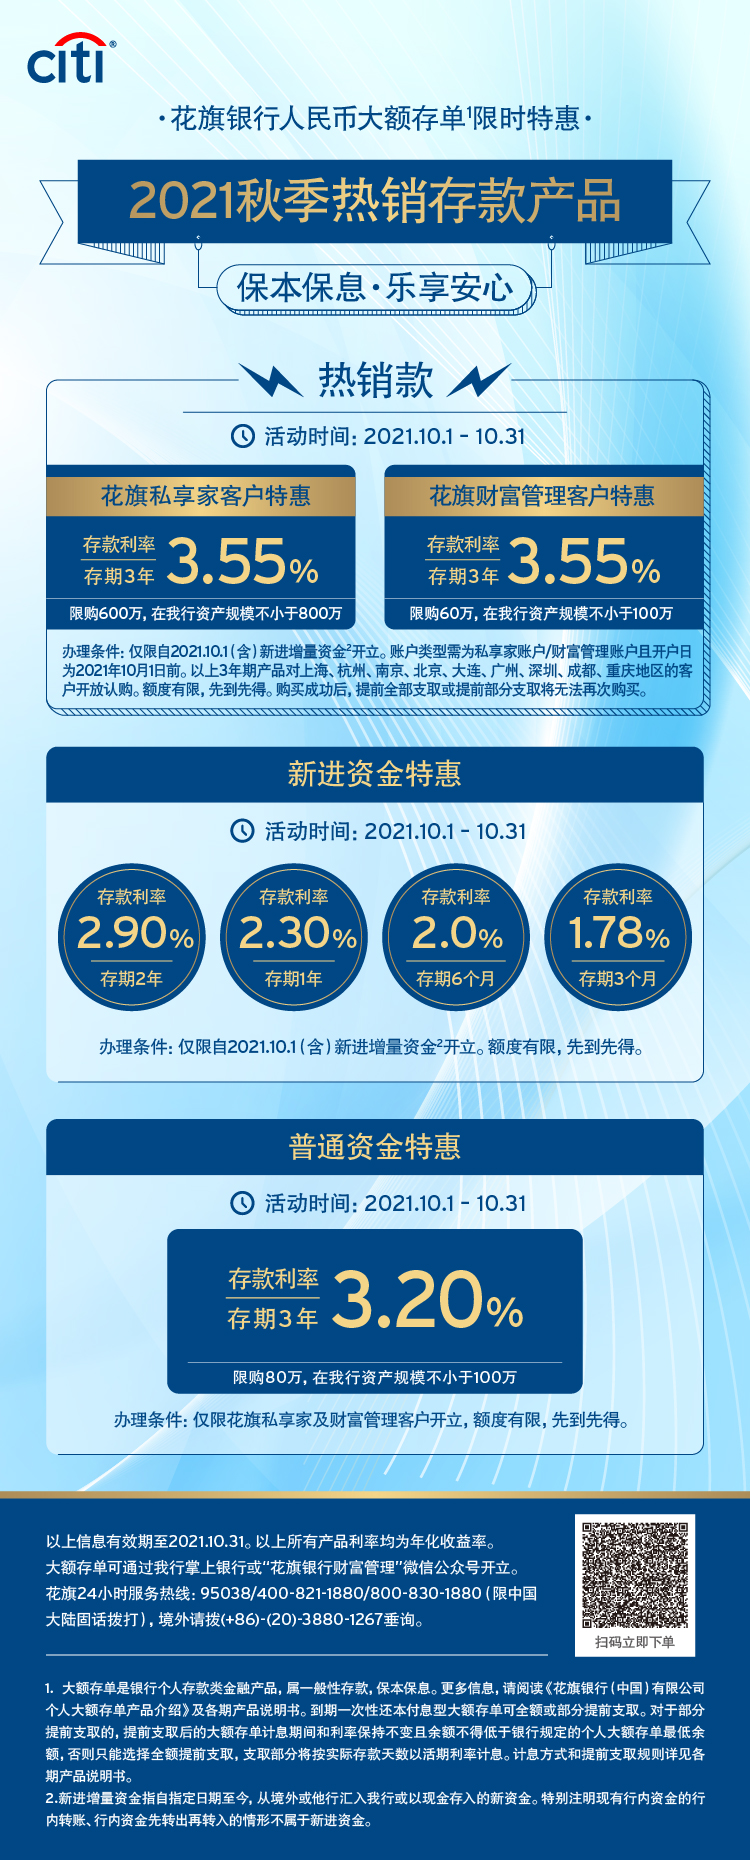 citi®
·花旗银行人民币大额存单¹限时特惠·
2021秋季热销存款产品
保本保息·乐享安心
热销款
活动时间: 2021.10.1 - 10.31
花旗私享家客户特惠
存款利率
存期3年
3.55%
限购600万, 在我行资产规模不小于800万
花旗财富管理客户特惠
存款利率
存期3年
3.55%
限购60万, 在我行资产规模不小于100万
办理条件: 仅限自2021.10.1 (含) 新进增量资金²开立。账户类型需为私享家账户/财富管理账户且开户日
为2021年10月1日前。以上3年期产品对上海、杭州、南京、北京、大连、广州、深圳、成都、重庆地区的客
户开放认购。额度有限, 先到先得。购买成功后, 提前全部支取或提前部分支取将无法再次购买。
新进资金特惠
活动时间: 2021.10.1 - 10.31
存款利率
2.90%
存期2年
存款利率
2.30%
存期1年
存款利率
2.0%
存期6个月
存款利率
1.78%
存期3个月
办理条件: 仅限自2021.10.1 (含) 新进增量资金²开立。额度有限, 先到先得。
普通资金特惠
活动时间: 2021.10.1 - 10.31
存款利率
存期3年
3.20%
限购80万, 在我行资产规模不小于100万
办理条件: 仅限花旗私享家及财富管理客户开立, 额度有限, 先到先得。
以上信息有效期至2021.10.31。以上所有产品利率均为年化收益率。
大额存单可通过我行掌上银行或“花旗银行财富管理”微信公众号开立。
花旗24小时服务热线: 95038/400-821-1880/800-830-1880 (限中国
大陆固话拨打), 境外请拨(+86)-(20)-3880-1267垂询。
扫码立即下单
1. 大额存单是银行个人存款类金融产品, 属一般性存款, 保本保息。更多信息, 请阅读《花旗银行 (中国) 有限公司
个人大额存单产品介绍》及各期产品说明书。到期一次性还本付息型大额存单可全额或部分提前支取。对于部分
提前支取的, 提前支取后的大额存单计息期间和利率保持不变且余额不得低于银行规定的个人大额存单最低余
额, 否则只能选择全额提前支取, 支取部分将按实际存款天数以活期利率计息。计息方式和提前支取规则详见各
期产品说明书。
2.新进增量资金指自指定日期至今, 从境外或他行汇入我行或以现金存入的新资金。特别注明现有行内资金的行
内转账、行内资金先转出再转入的情形不属于新进资金。